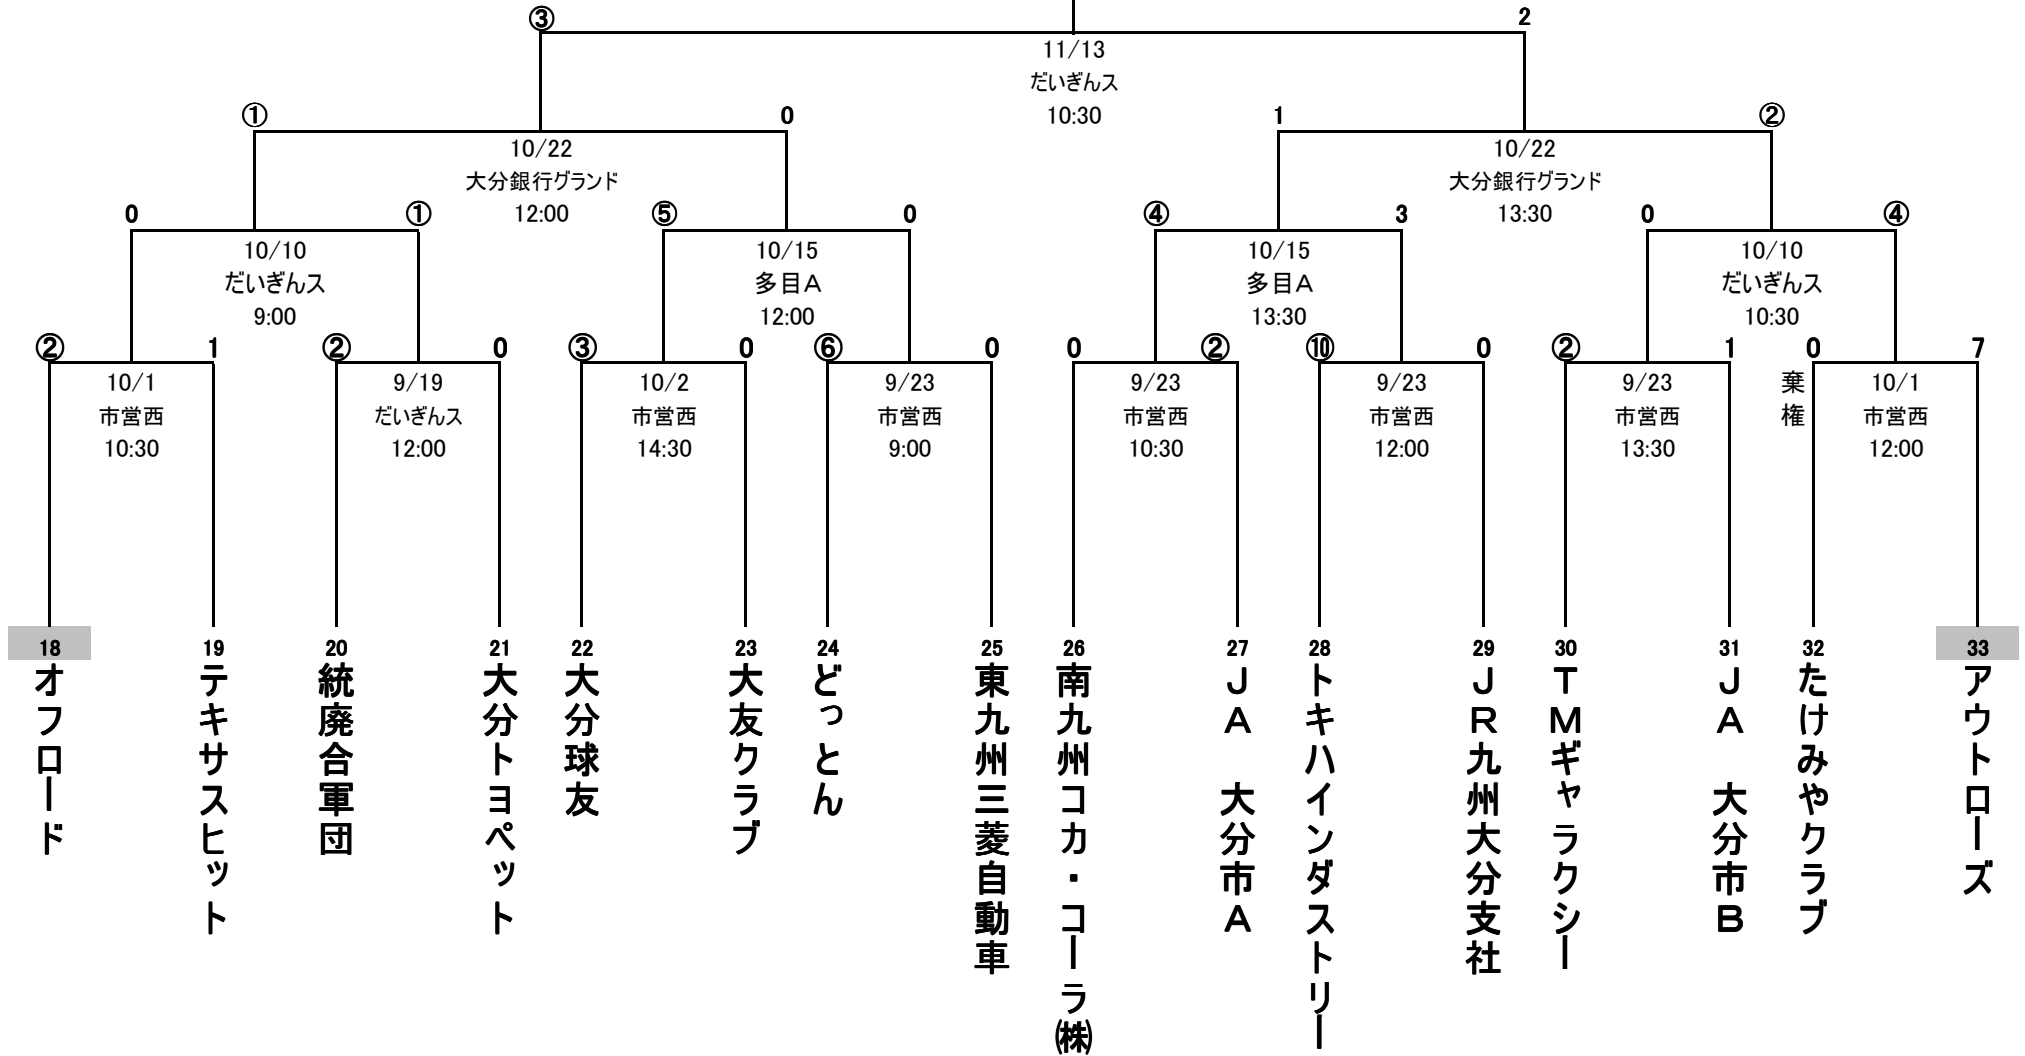 ③ 2
11/13
だいぎんス
10:30
① 0 1 ②
10/22 10/22
大分銀行グランド 大分銀行グランド
12:00 13:30
0 ① ⑤ 0 ④ 3 0 ④
10/10 10/15 10/15 10/10
だいぎんス 多目A 多目A だいぎんス
9:00 12:00 13:30 10:30
② 1 ② 0 ③ 0 ⑥ 0 0 ② ⑩ 0 ② 1 0 7
10/1 9/19 10/2 9/23 9/23 9/23 9/23 棄権 10/1
市営西 だいぎんス 市営西 市営西 市営西 市営西 市営西 市営西
10:30 12:00 14:30 9:00 10:30 12:00 13:30 12:00
18 19 20 21 22 23 24 25 26 27 28 29 30 31 32 33
オフロード
テキサスヒット
統廃合軍団
大分トヨペット
大分球友
大友クラブ
どっとん
東九州三菱自動車
南九州コカ・コーラ㈱
JA 大分市A
トキハインダストリー
JR九州大分支社
TMギャラクシー
JA 大分市B
たけみやクラブ
アウトローズ